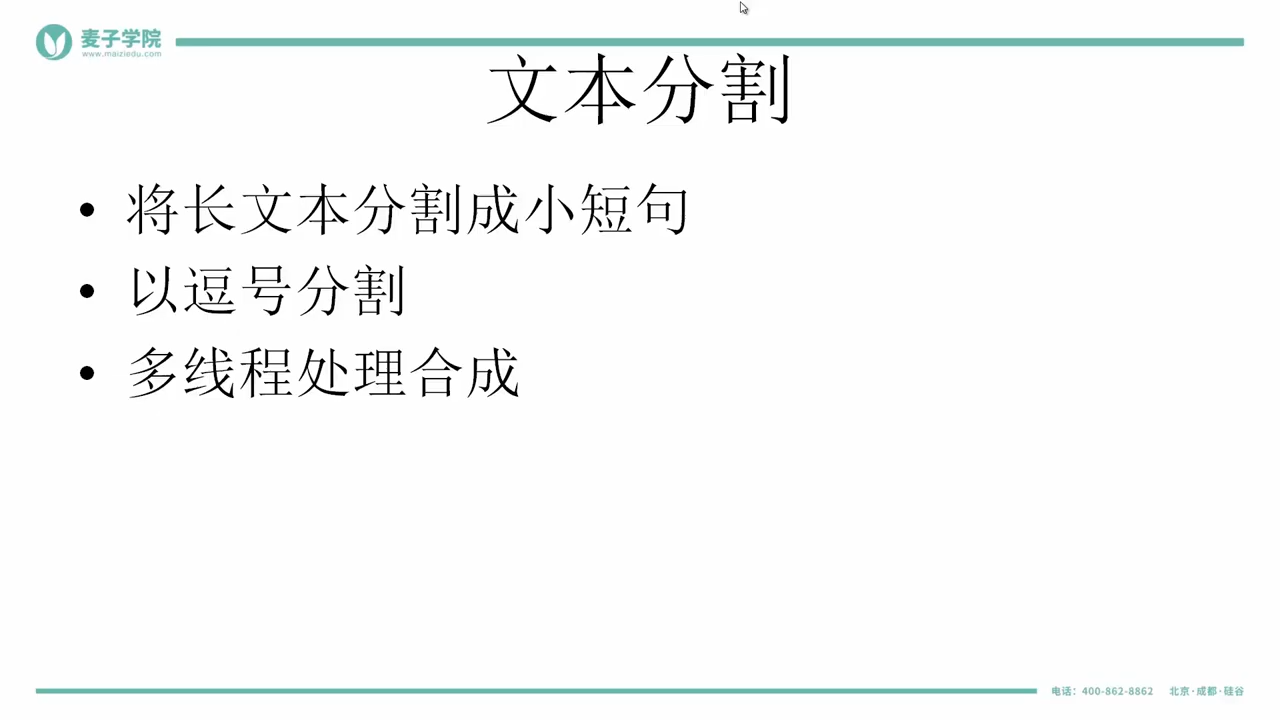 麦子学院
www.maiziedu.com
文本分割
• 将长文本分割成小短句
• 以逗号分割
• 多线程处理合成
电话：400-862-8862 北京·成都·硅谷